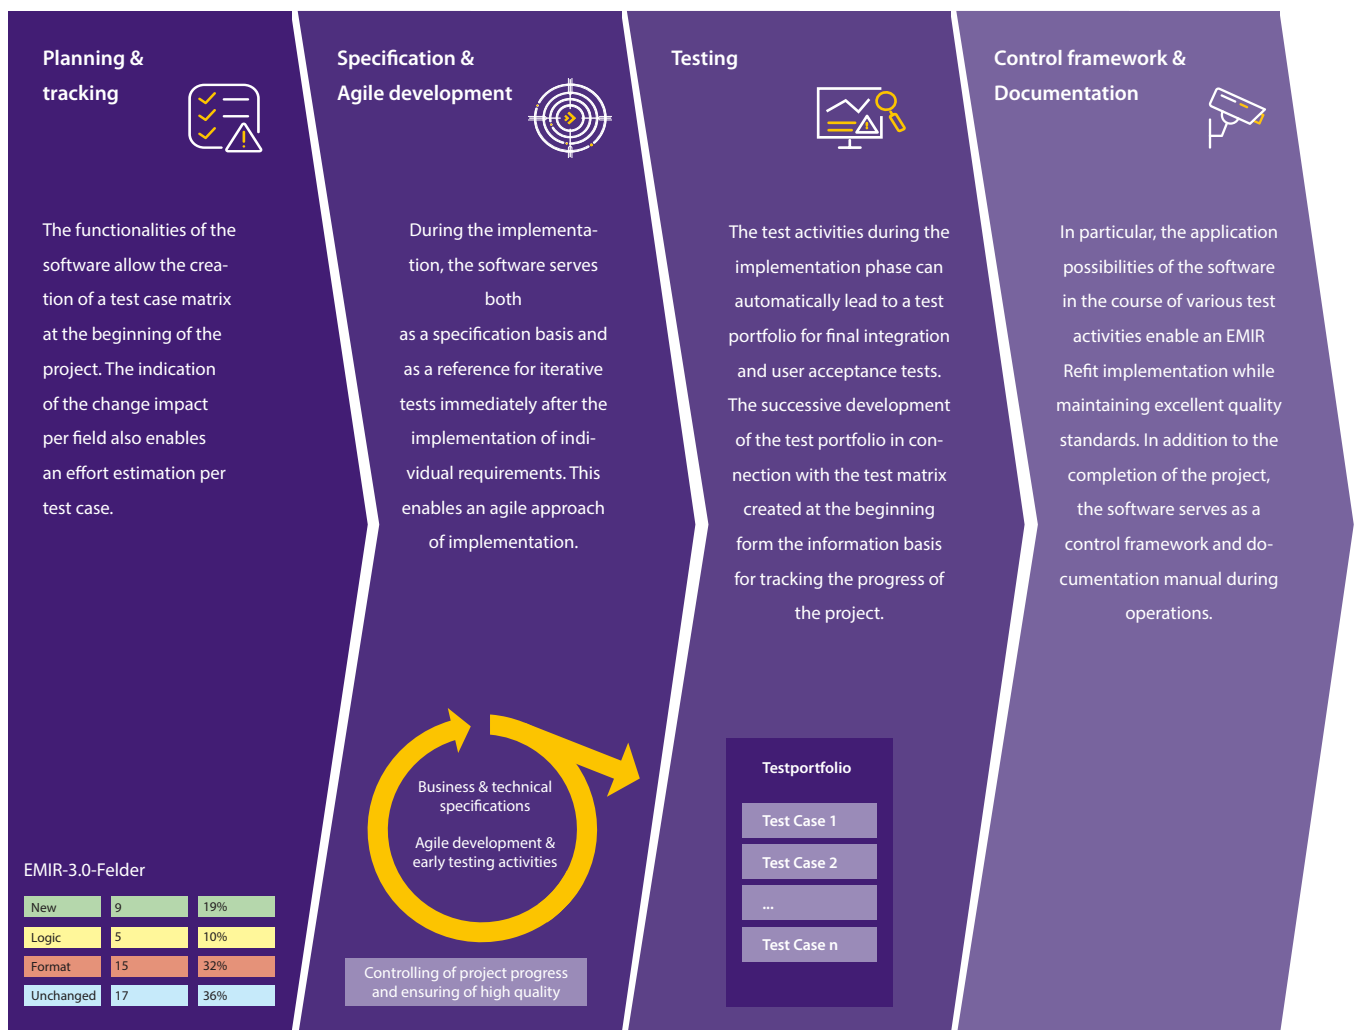 Planning &
tracking
The functionalities of the
software allow the crea-
tion of a test case matrix
at the beginning of the
project. The indication
of the change impact
per field also enables
an effort estimation per
test case.
EMIR-3.0-Felder
New 9 19%
Logic 5 10%
Format 15 32%
Unchanged 17 36%
Specification &
Agile development
During the implementa-
tion, the software serves
both
as a specification basis and
as a reference for iterative
tests immediately after the
implementation of indi-
vidual requirements. This
enables an agile approach
of implementation.
Business & technical
specifications
Agile development &
early testing activities
Controlling of project progress
and ensuring of high quality
Testing
The test activities during the
implementation phase can
automatically lead to a test
portfolio for final integration
and user acceptance tests.
The successive development
of the test portfolio in con-
nection with the test matrix
created at the beginning
form the information basis
for tracking the progress of
the project.
Testportfolio
Test Case 1
Test Case 2
...
Test Case n
Control framework &
Documentation
In particular, the application
possibilities of the software
in the course of various test
activities enable an EMIR
Refit implementation while
maintaining excellent quality
standards. In addition to the
completion of the project,
the software serves as a
control framework and do-
cumentation manual during
operations.